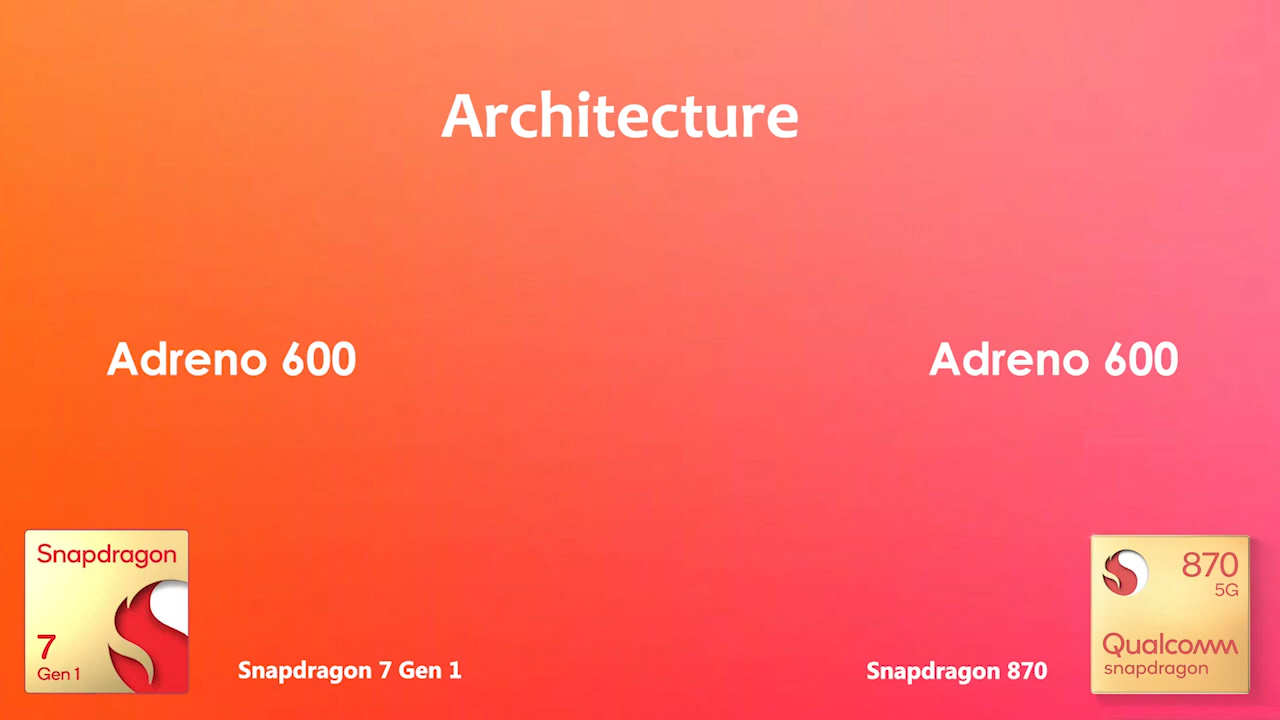 Architecture
Adreno 600
Adreno 600
Snapdragon
7
Gen 1
Snapdragon 7 Gen 1
Snapdragon 870
870
5G
Qualcomm
snapdragon